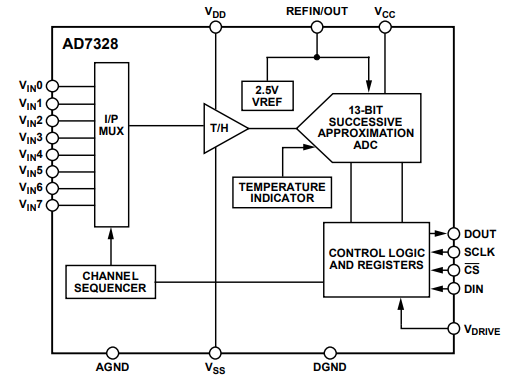 VDD
REFIN/OUT
VCC
AD7328
VIN0
VIN1
VIN2
VIN3
VIN4
VIN5
VIN6
VIN7
I/P
MUX
T/H
2.5V
VREF
13-BIT
SUCCESSIVE
APPROXIMATION
ADC
TEMPERATURE
INDICATOR
CHANNEL
SEQUENCER
CONTROL LOGIC
AND REGISTERS
DOUT
SCLK
C̅S̅
DIN
VDRIVE
AGND
VSS
DGND